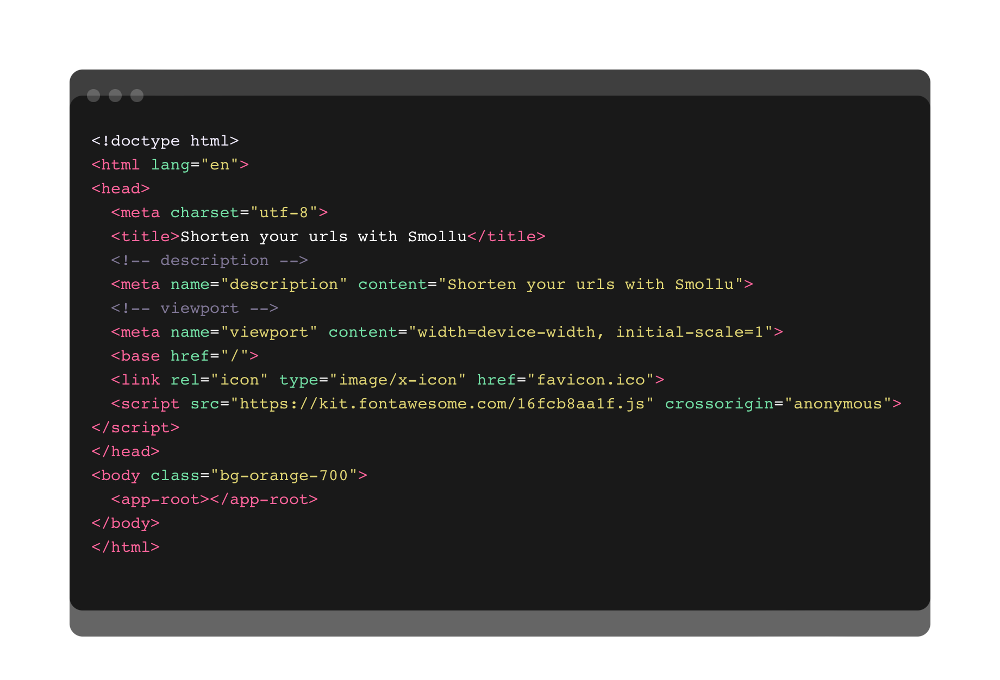 <!doctype html>
<html lang="en">
<head>
  <meta charset="utf-8">
  <title>Shorten your urls with Smollu</title>
  <!-- description -->
  <meta name="description" content="Shorten your urls with Smollu">
  <!-- viewport -->
  <meta name="viewport" content="width=device-width, initial-scale=1">
  <base href="/">
  <link rel="icon" type="image/x-icon" href="favicon.ico">
  <script src="https://kit.fontawesome.com/16fcb8aa1f.js" crossorigin="anonymous">
</script>
</head>
<body class="bg-orange-700">
  <app-root></app-root>
</body>
</html>